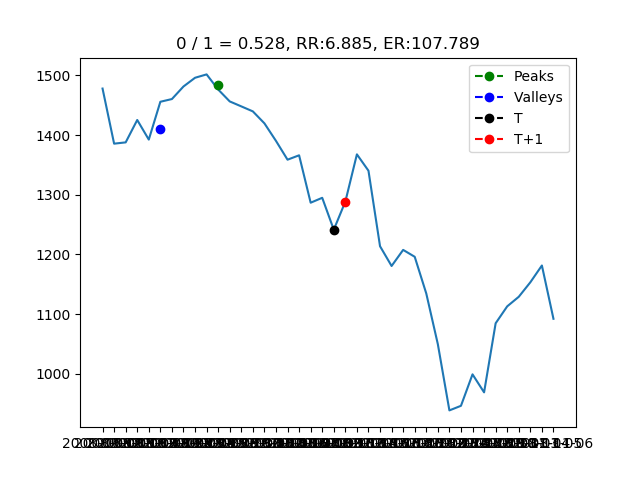 0 / 1 = 0.528, RR:6.885, ER:107.789
Peaks
Valleys
T
T+1
1500
1400
1300
1200
1100
1000